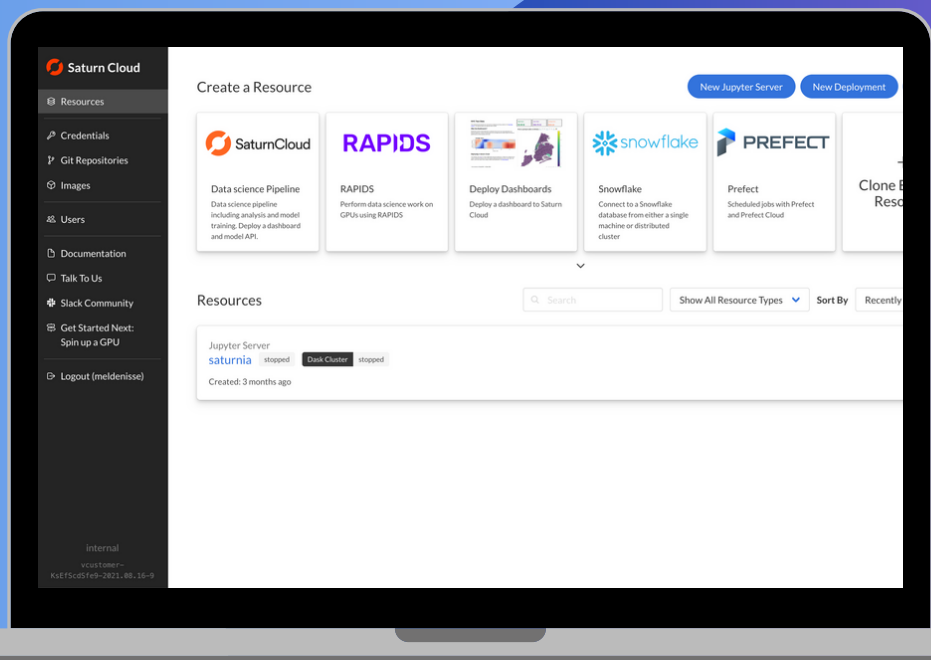 Saturn Cloud
Resources
Credentials
Git Repositories
Images
Users
Documentation
Talk To Us
Slack Community
Get Started Next:
Spin up a GPU
Logout (meldenisse)
internal
vcustomer-
Create a Resource
New Jupyter Server
New Deployment
SaturnCloud
Data science Pipeline
Data science pipeline
including analysis and model
training. Deploy a dashboard
and model API.
RAPIDS
RAPIDS
Perform data science work on
GPUs using RAPIDS
Deploy Dashboards
Deploy a dashboard to Saturn
Cloud
snowflake
Snowflake
Connect to a Snowflake
database from either a single
machine or distributed
cluster
PREFECT
Prefect
Scheduled jobs with Prefect
and Prefect Cloud
Clone E
Reso
Resources
Search
Show All Resource Types
Sort By
Recently
Jupyter Server
saturnia stopped Dask Cluster stopped
Created: 3 months ago